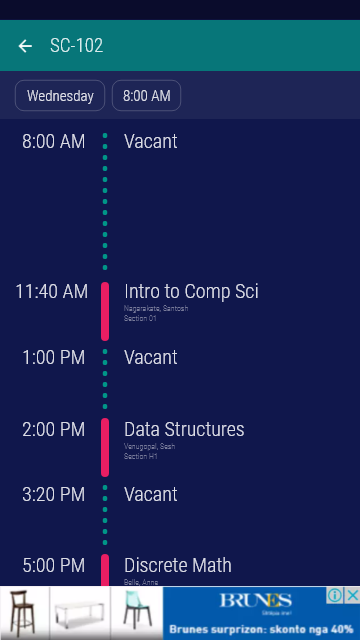 SC-102
Wednesday
8:00 AM
8:00 AM Vacant
11:40 AM Intro to Comp Sci
Nagarakate, Santosh
Section 01
1:00 PM Vacant
2:00 PM Data Structures
Venugopal, Sesh
Section H1
3:20 PM Vacant
5:00 PM Discrete Math
Belle, Anna
BRUNES
Brunes surprizon: skonto nga 40%